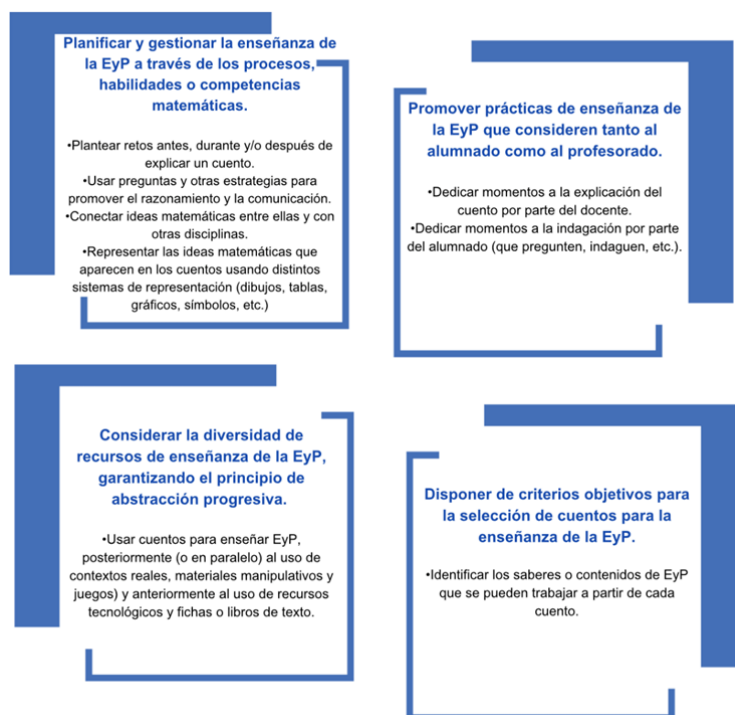 Planificar y gestionar la enseñanza de
la EyP a través de los procesos,
habilidades o competencias
matemáticas.
•Plantear retos antes, durante y/o después de
explicar un cuento.
•Usar preguntas y otras estrategias para
promover el razonamiento y la comunicación.
•Conectar ideas matemáticas entre ellas y con
otras disciplinas.
•Representar las ideas matemáticas que
aparecen en los cuentos usando distintos
sistemas de representación (dibujos, tablas,
gráficos, símbolos, etc.)
Promover prácticas de enseñanza de
la EyP que consideren tanto al
alumnado como al profesorado.
•Dedicar momentos a la explicación del
cuento por parte del docente.
•Dedicar momentos a la indagación por parte
del alumnado (que pregunten, indaguen, etc.).
Considerar la diversidad de
recursos de enseñanza de la EyP,
garantizando el principio de
abstracción progresiva.
•Usar cuentos para enseñar EyP,
posteriormente (o en paralelo) al uso de
contextos reales, materiales manipulativos y
juegos) y anteriormente al uso de recursos
tecnológicos y fichas o libros de texto.
Disponer de criterios objetivos para
la selección de cuentos para la
enseñanza de la EyP.
•Identificar los saberes o contenidos de EyP
que se pueden trabajar a partir de cada
cuento.